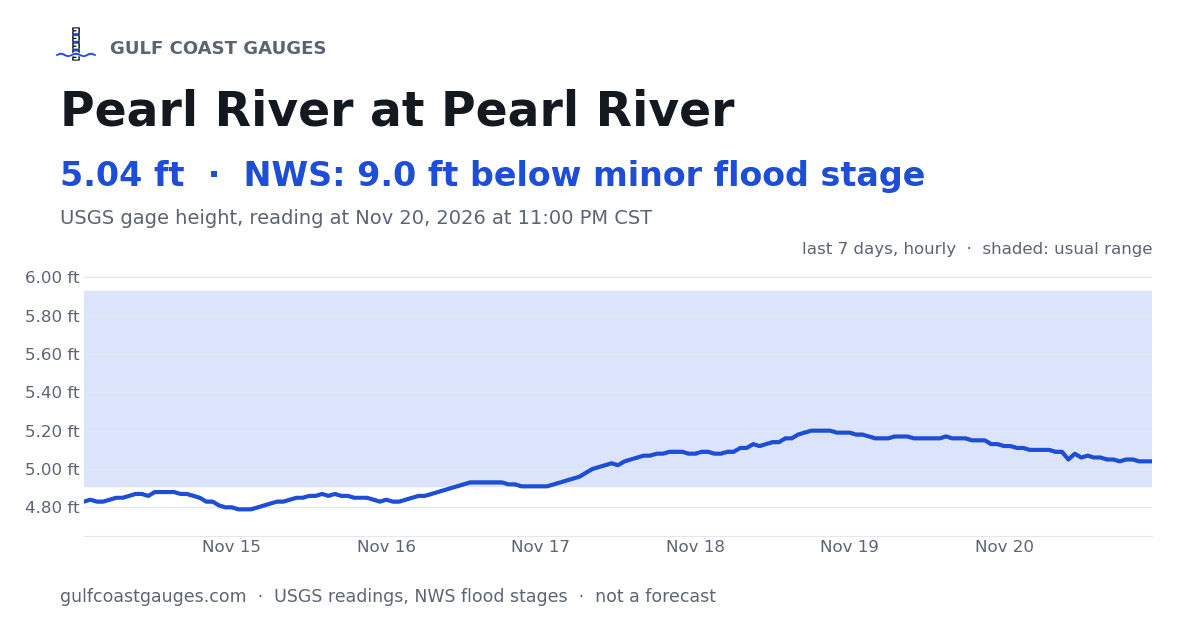 GULF COAST GAUGES
Pearl River at Pearl River
5.04 ft · NWS: 9.0 ft below minor flood stage
USGS gage height, reading at Nov 20, 2026 at 11:00 PM CST
last 7 days, hourly · shaded: usual range
6.00 ft
5.80 ft
5.60 ft
5.40 ft
5.20 ft
5.00 ft
4.80 ft
Nov 15 Nov 16 Nov 17 Nov 18 Nov 19 Nov 20
gulfcoastgauges.com · USGS readings, NWS flood stages · not a forecast